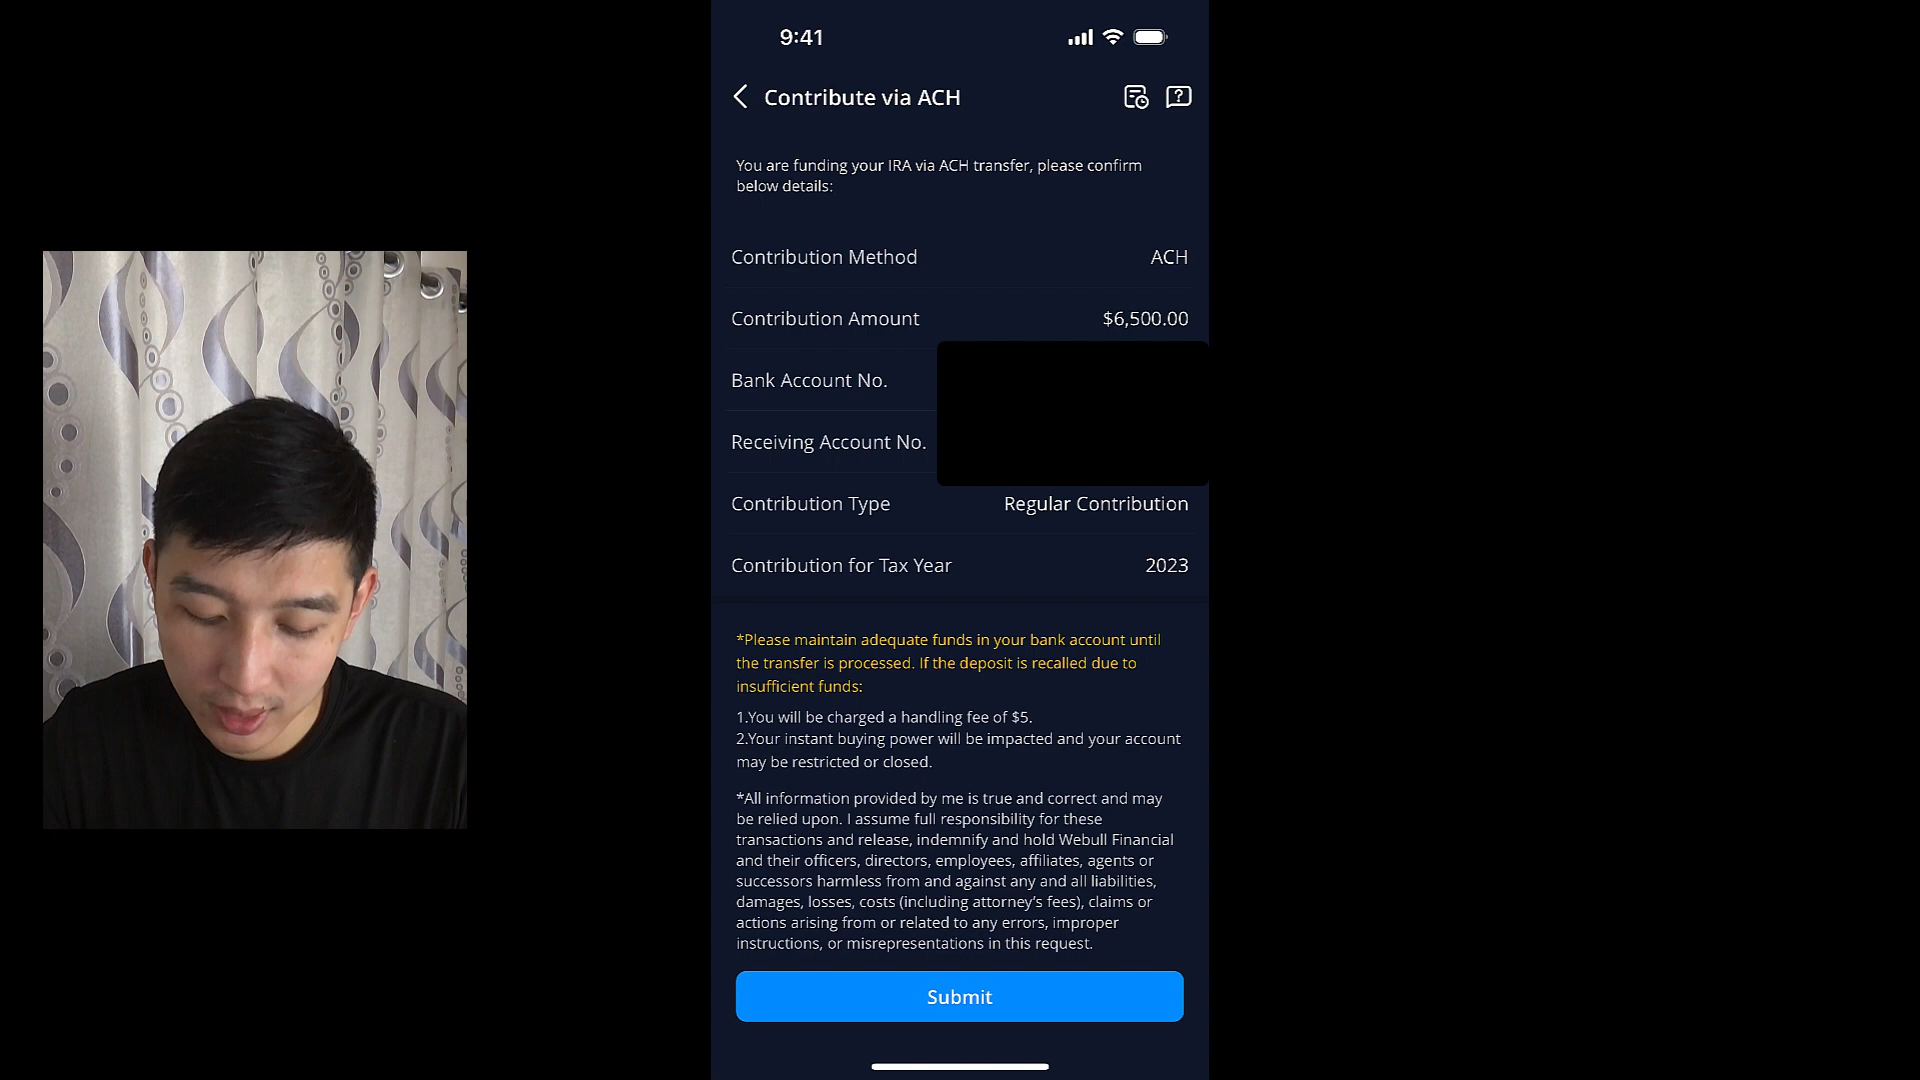 9:41
Contribute via ACH
You are funding your IRA via ACH transfer, please confirm
below details:
Contribution Method ACH
Contribution Amount $6,500.00
Bank Account No.
Receiving Account No.
Contribution Type Regular Contribution
Contribution for Tax Year 2023
*Please maintain adequate funds in your bank account until
the transfer is processed. If the deposit is recalled due to
insufficient funds:
1.You will be charged a handling fee of $5.
2.Your instant buying power will be impacted and your account
may be restricted or closed.
*All information provided by me is true and correct and may
be relied upon. I assume full responsibility for these
transactions and release, indemnify and hold Webull Financial
and their officers, directors, employees, affiliates, agents or
successors harmless from and against any and all liabilities,
damages, losses, costs (including attorney's fees), claims or
actions arising from or related to any errors, improper
instructions, or misrepresentations in this request.
Submit